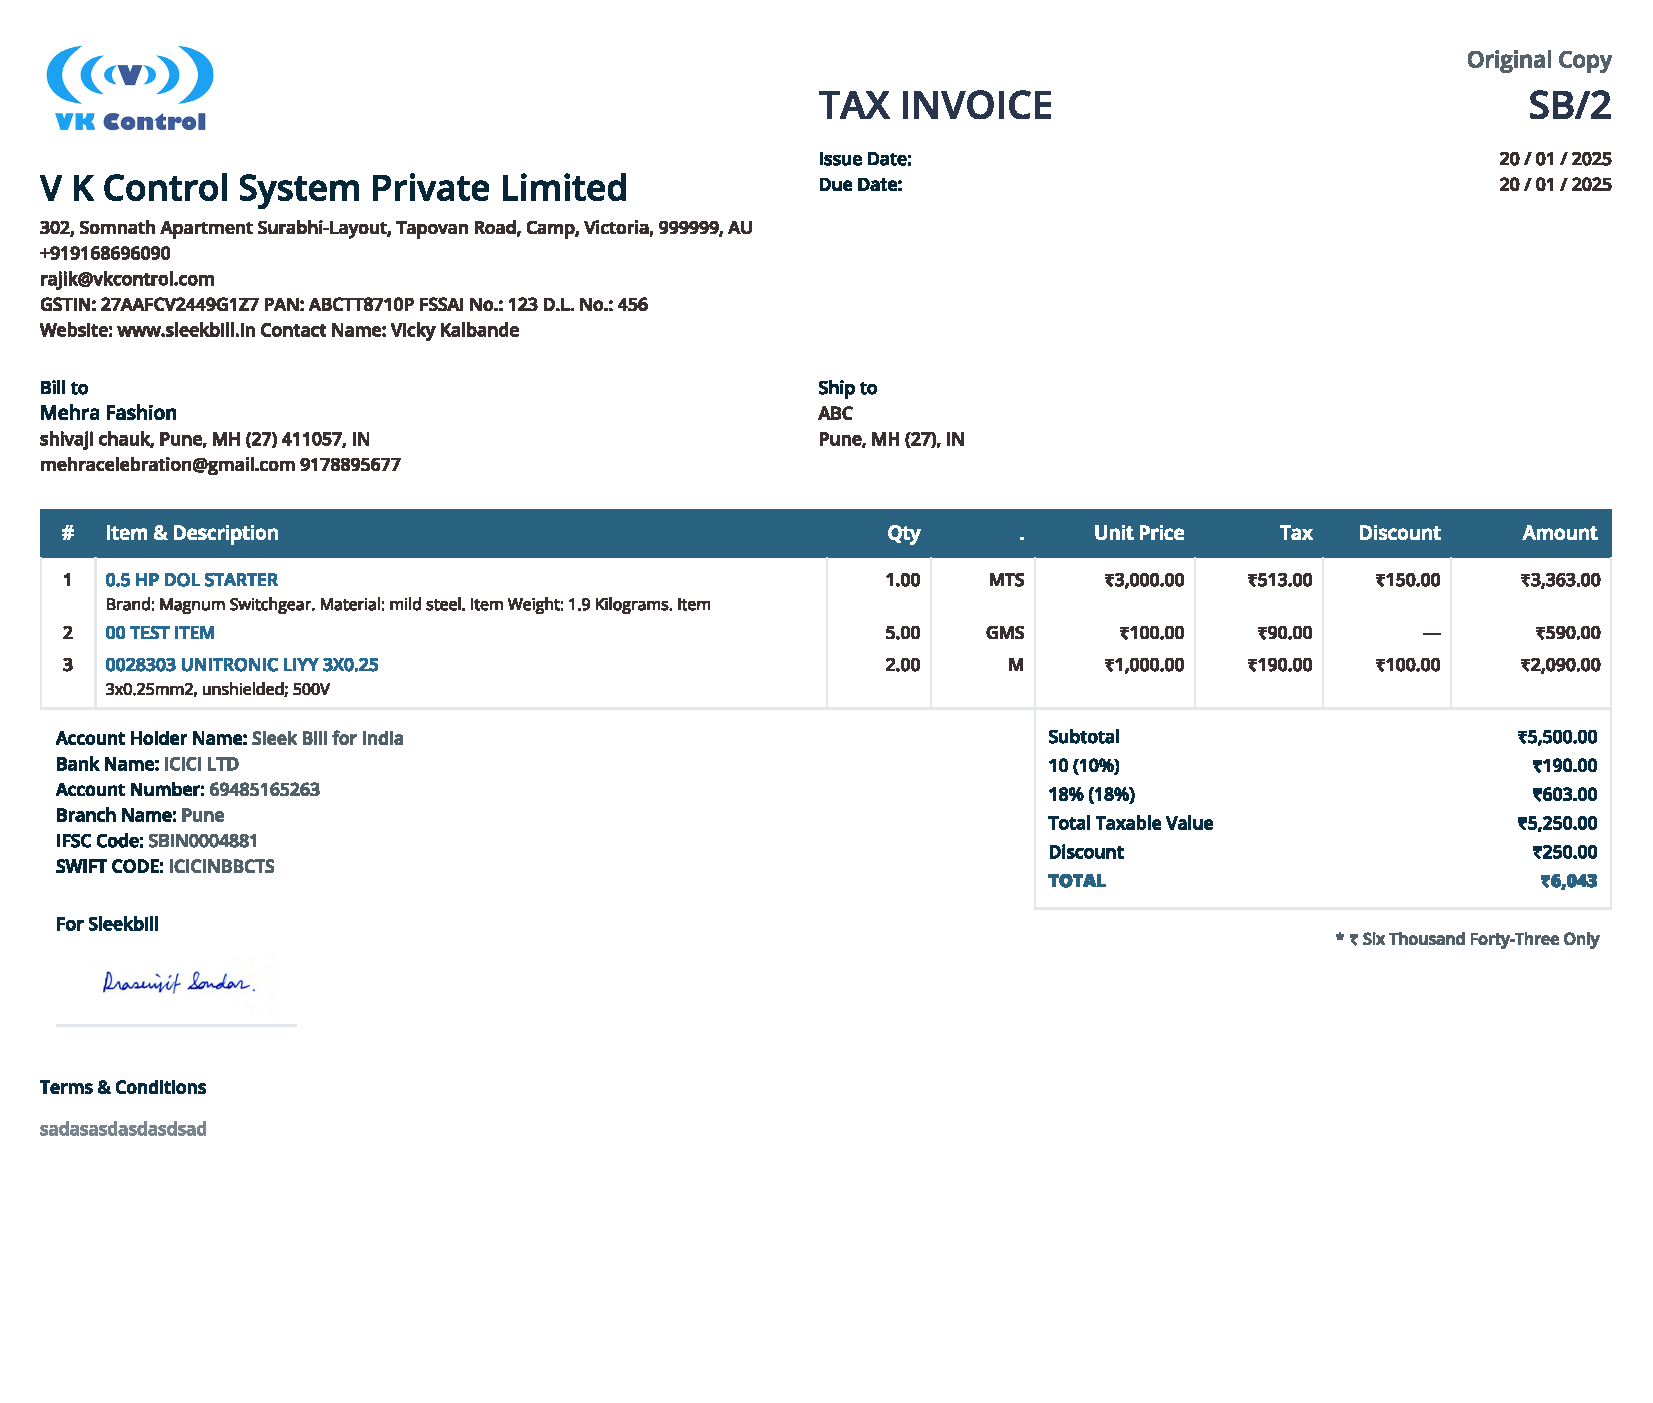 V
VK Control
Original Copy
TAX INVOICE
SB/2
Issue Date: 20 / 01 / 2025
Due Date: 20 / 01 / 2025
V K Control System Private Limited
302, Somnath Apartment Surabhi-Layout, Tapovan Road, Camp, Victoria, 999999, AU
+919168696090
rajik@vkcontrol.com
GSTIN: 27AAFCV2449G1Z7 PAN: ABCTT8710P FSSAI No.: 123 D.L. No.: 456
Website: www.sleekbill.in Contact Name: Vicky Kalbande
Bill to
Mehra Fashion
shivaji chauk, Pune, MH (27) 411057, IN
mehracelebration@gmail.com 9178895677
Ship to
ABC
Pune, MH (27), IN
# Item & Description Qty . Unit Price Tax Discount Amount
1 0.5 HP DOL STARTER 1.00 MTS ₹3,000.00 ₹513.00 ₹150.00 ₹3,363.00
Brand: Magnum Switchgear. Material: mild steel. Item Weight: 1.9 Kilograms. Item
2 00 TEST ITEM 5.00 GMS ₹100.00 ₹90.00 — ₹590.00
3 0028303 UNITRONIC LIYY 3X0,25 2.00 M ₹1,000.00 ₹190.00 ₹100.00 ₹2,090.00
3x0.25mm2, unshielded; 500V
Account Holder Name: Sleek Bill for India
Bank Name: ICICI LTD
Account Number: 69485165263
Branch Name: Pune
IFSC Code: SBIN0004881
SWIFT CODE: ICICINBBCTS
Subtotal ₹5,500.00
10 (10%) ₹190.00
18% (18%) ₹603.00
Total Taxable Value ₹5,250.00
Discount ₹250.00
TOTAL ₹6,043
* ₹ Six Thousand Forty-Three Only
For Sleekbill
Prasenjit Sondar.
Terms & Conditions
sadasasdasdasdsad